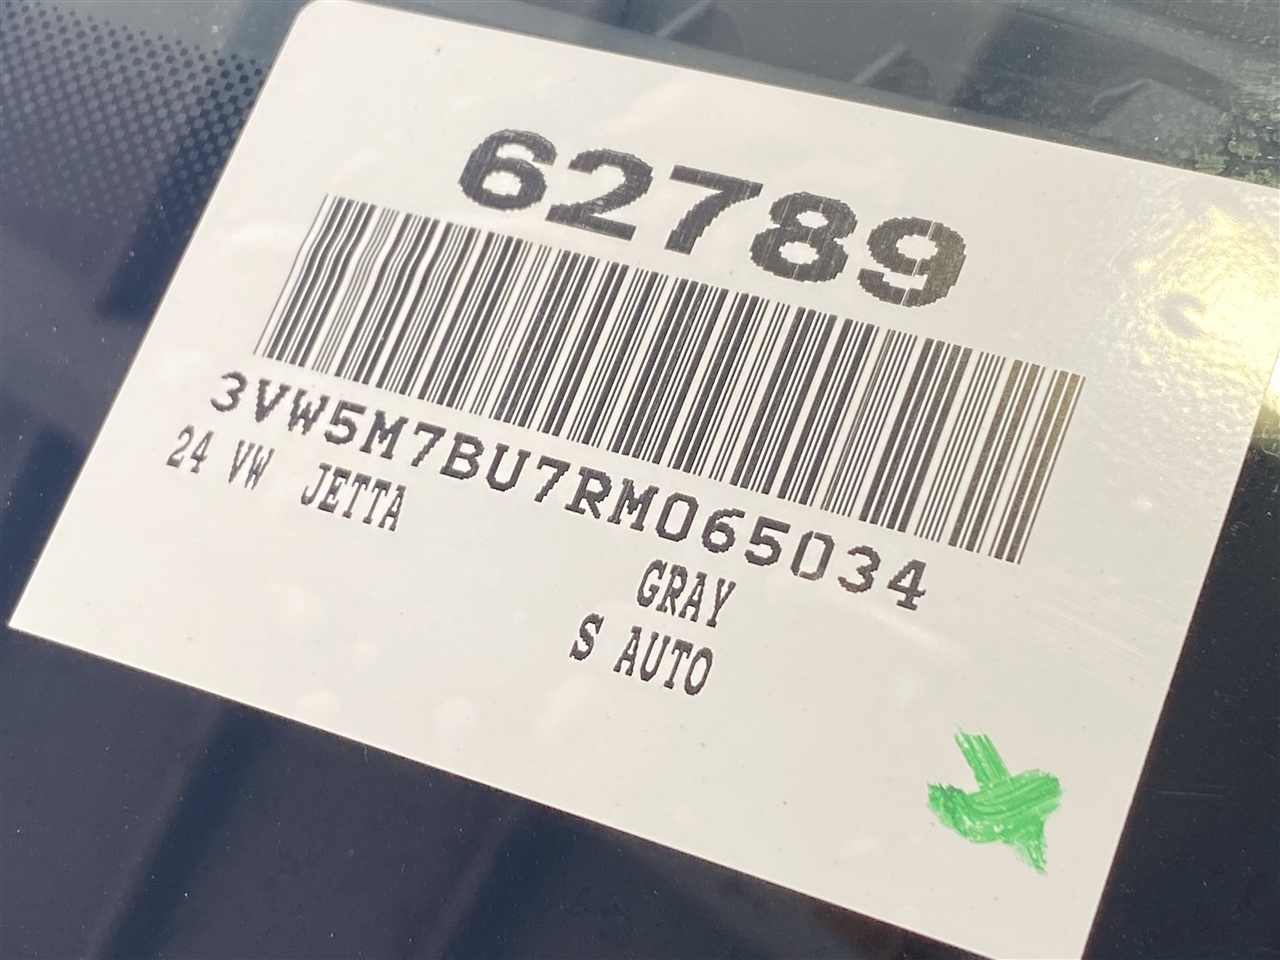 62789
3VW5M7BU7RM065034
24 VW JETTA
GRAY
S AUTO